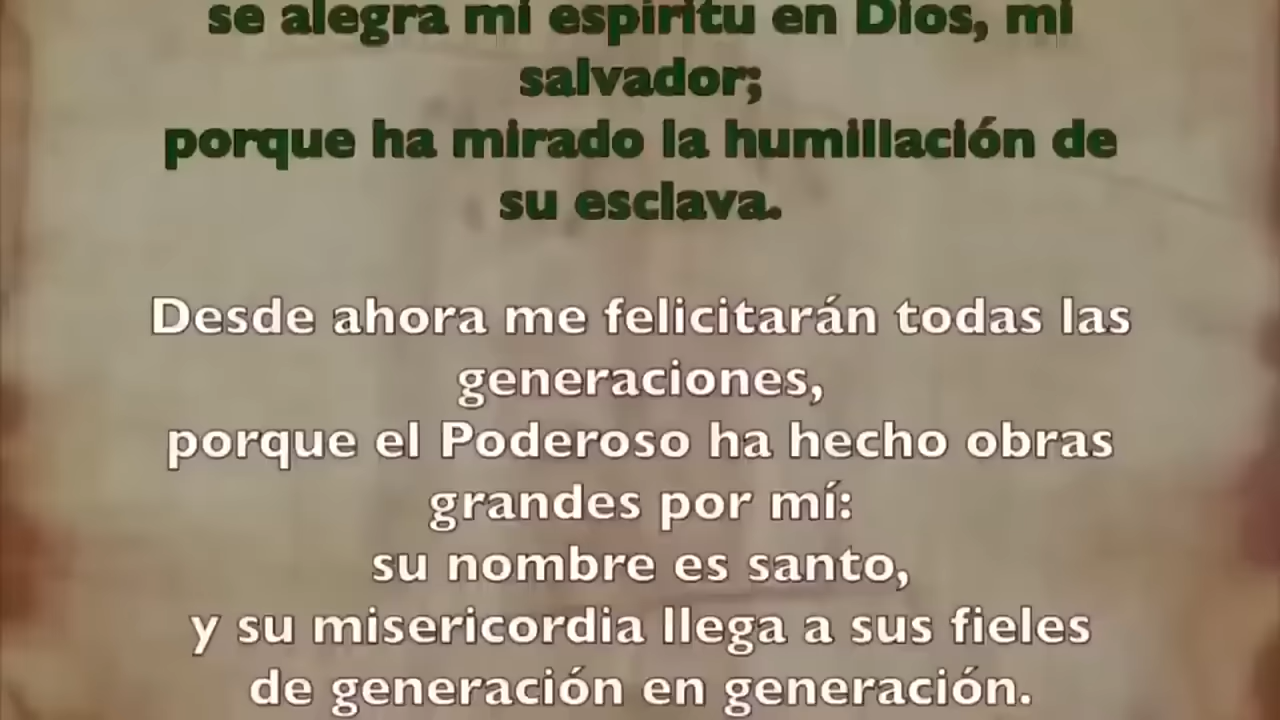 se alegra mi espíritu en Dios, mi
salvador;
porque ha mirado la humillación de
su esclava.
Desde ahora me felicitarán todas las
generaciones,
porque el Poderoso ha hecho obras
grandes por mí:
su nombre es santo,
y su misericordia llega a sus fieles
de generación en generación.